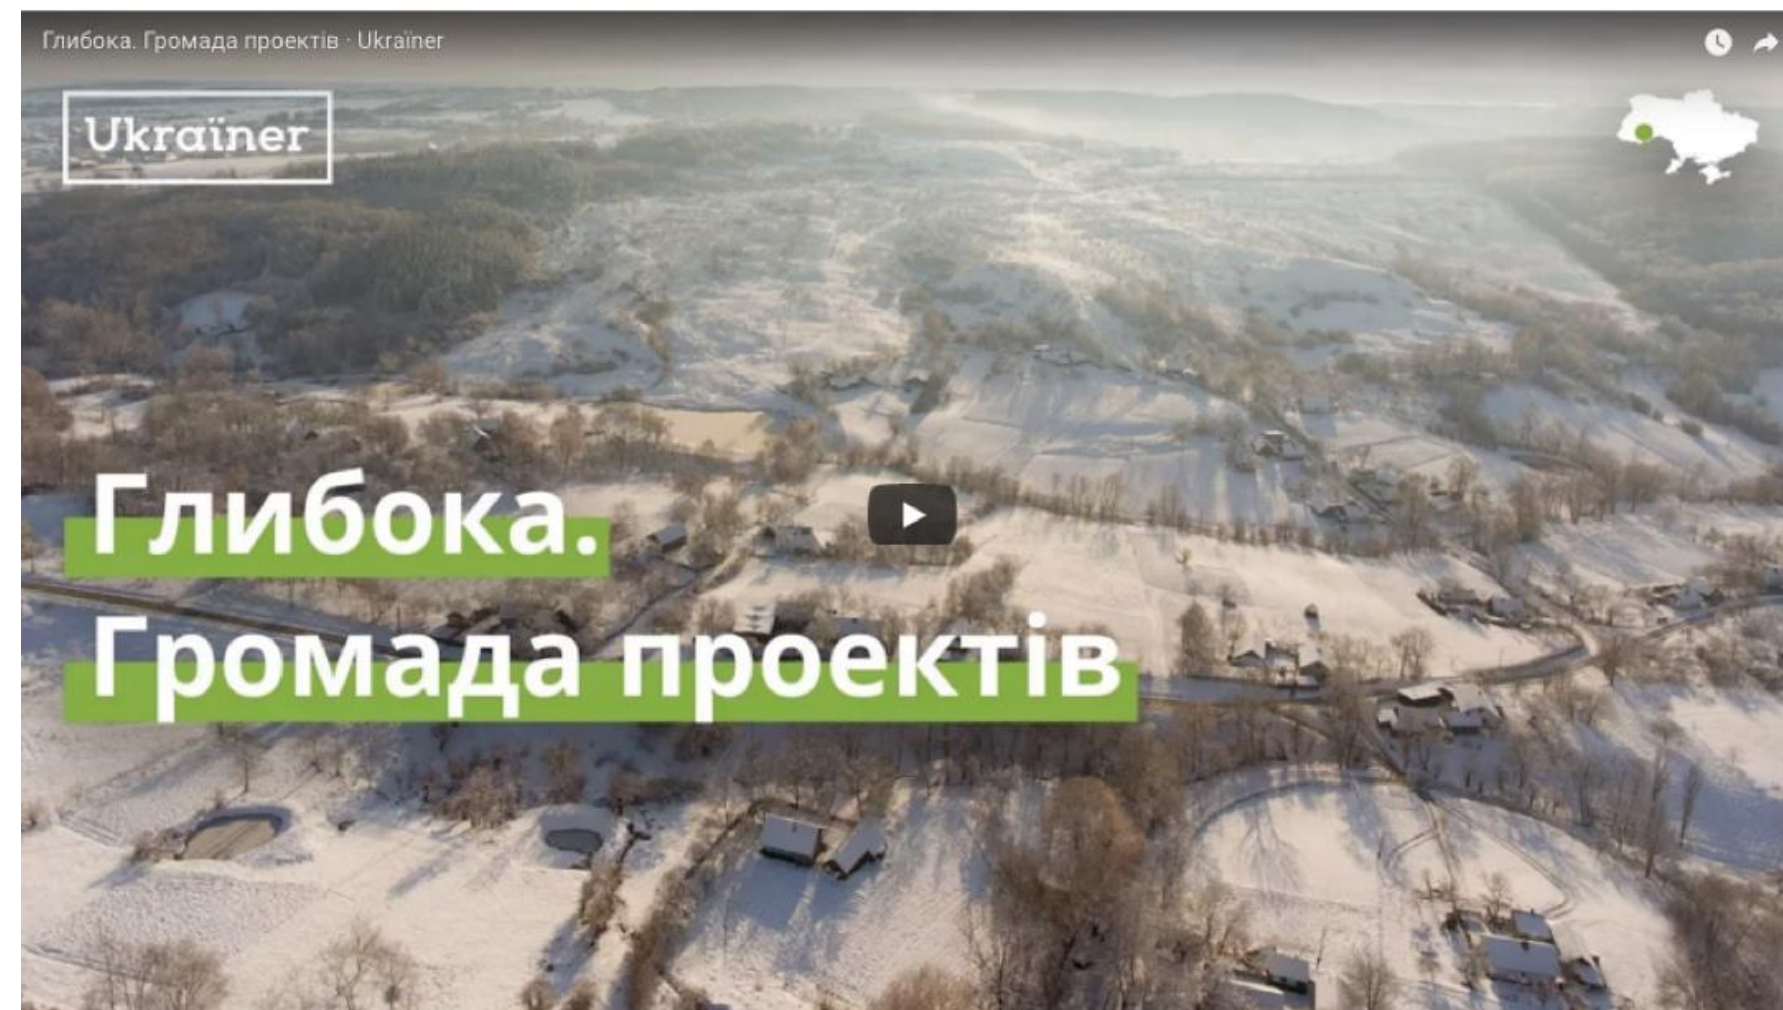 Глибока. Громада проектів · Ukraïner
Ukraïner
Глибока.
Громада проектів